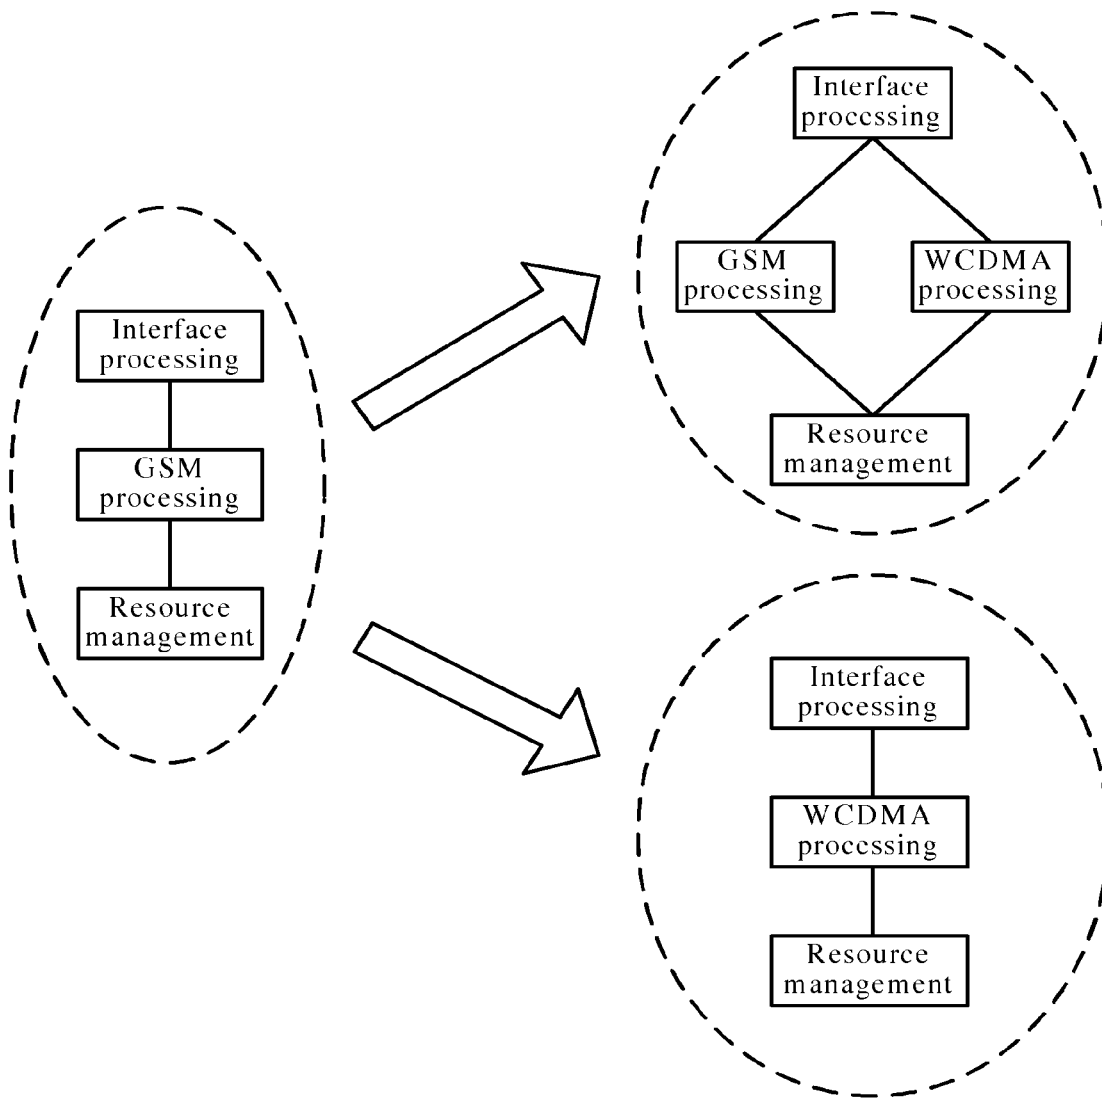 Interface
processing
GSM
processing
Resource
management
Interface
processing
GSM
processing
WCDMA
processing
Resource
management
Interface
processing
WCDMA
processing
Resource
management